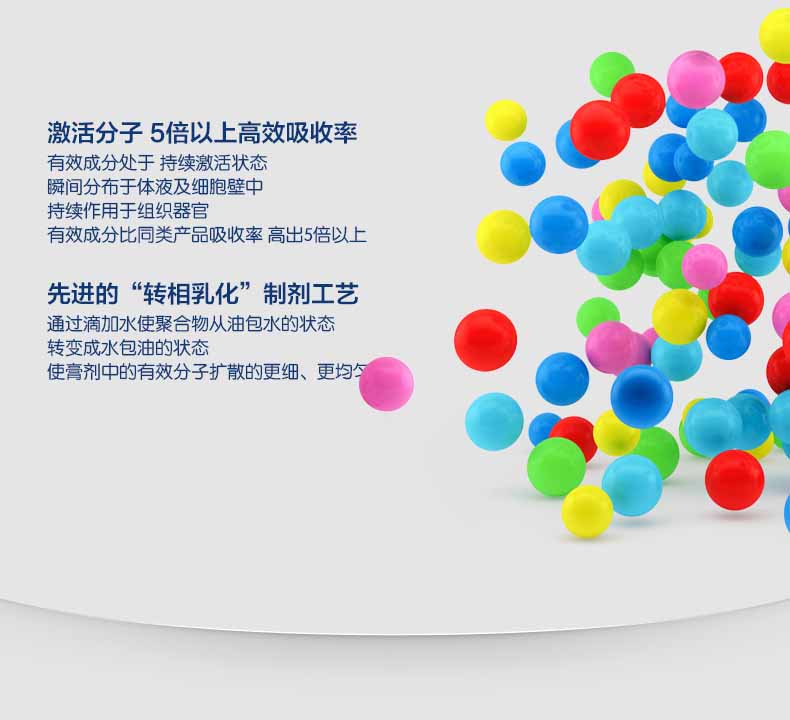 激活分子 5倍以上高效吸收率
有效成分处于 持续激活状态
瞬间分布于体液及细胞壁中
持续作用于组织器官
有效成分比同类产品吸收率 高出5倍以上
先进的“转相乳化”制剂工艺
通过滴加水使聚合物从油包水的状态
转变成水包油的状态
使膏剂中的有效分子扩散的更细、更均匀